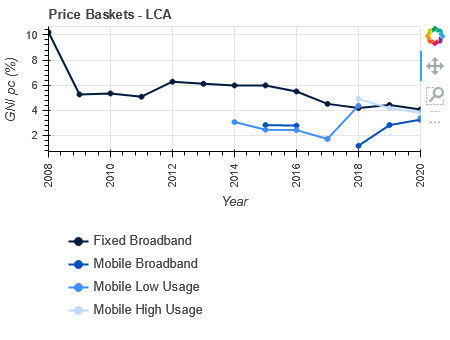 Price Baskets - LCA
GNI pc (%)
10
8
6
4
2
2008
2010
2012
2014
2016
2018
2020
Year
Fixed Broadband
Mobile Broadband
Mobile Low Usage
Mobile High Usage